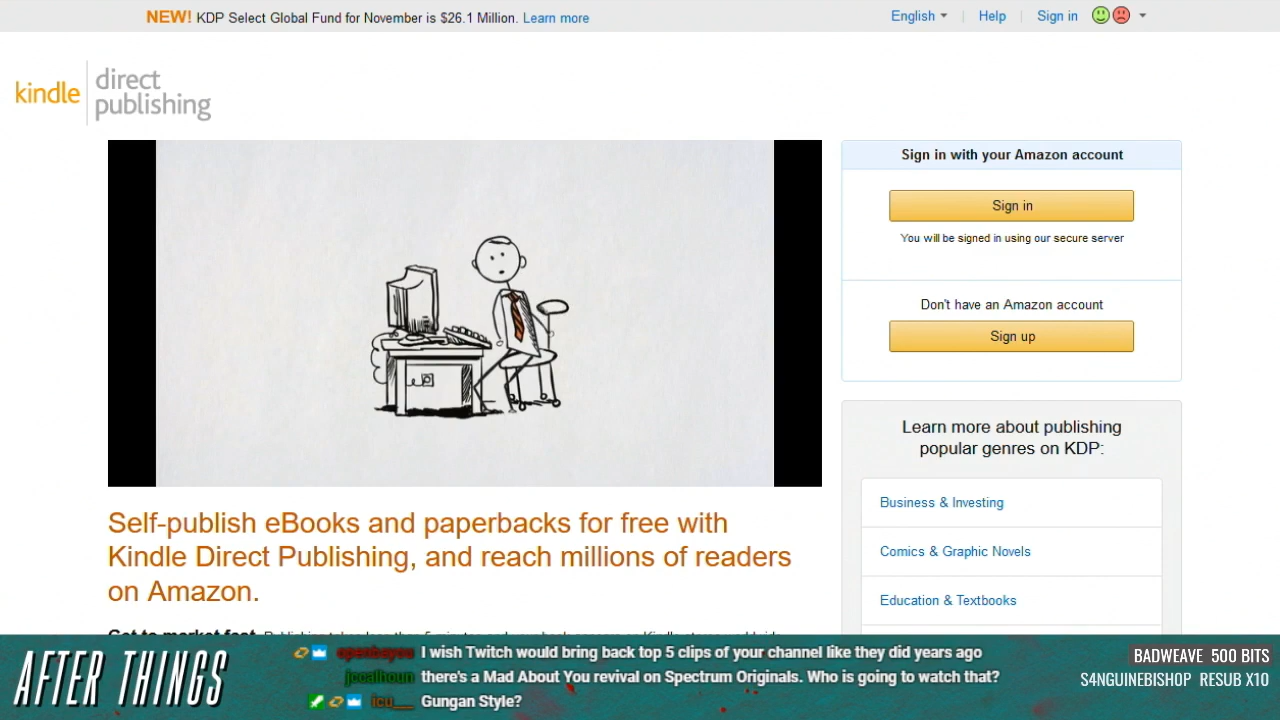 NEW! KDP Select Global Fund for November is $26.1 Million. Learn more
English
Help
Sign in
kindle
direct
publishing
Sign in with your Amazon account
Sign in
You will be signed in using our secure server
Don't have an Amazon account
Sign up
Learn more about publishing
popular genres on KDP:
Business & Investing
Comics & Graphic Novels
Education & Textbooks
Self-publish eBooks and paperbacks for free with
Kindle Direct Publishing, and reach millions of readers
on Amazon.
AFTER THINGS
I wish Twitch would bring back top 5 clips of your channel like they did years ago
jccalhoun there's a Mad About You revival on Spectrum Originals. Who is going to watch that?
icu__ Gungan Style?
BADWEAVE 500 BITS
S4NGUINEBISHOP RESUB X10